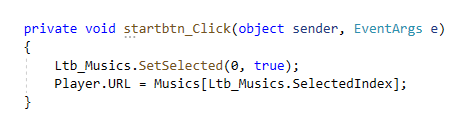 private void startbtn_Click(object sender, EventArgs e)
{
    Ltb_Musics.SetSelected(0, true);
    Player.URL = Musics[Ltb_Musics.SelectedIndex];
}